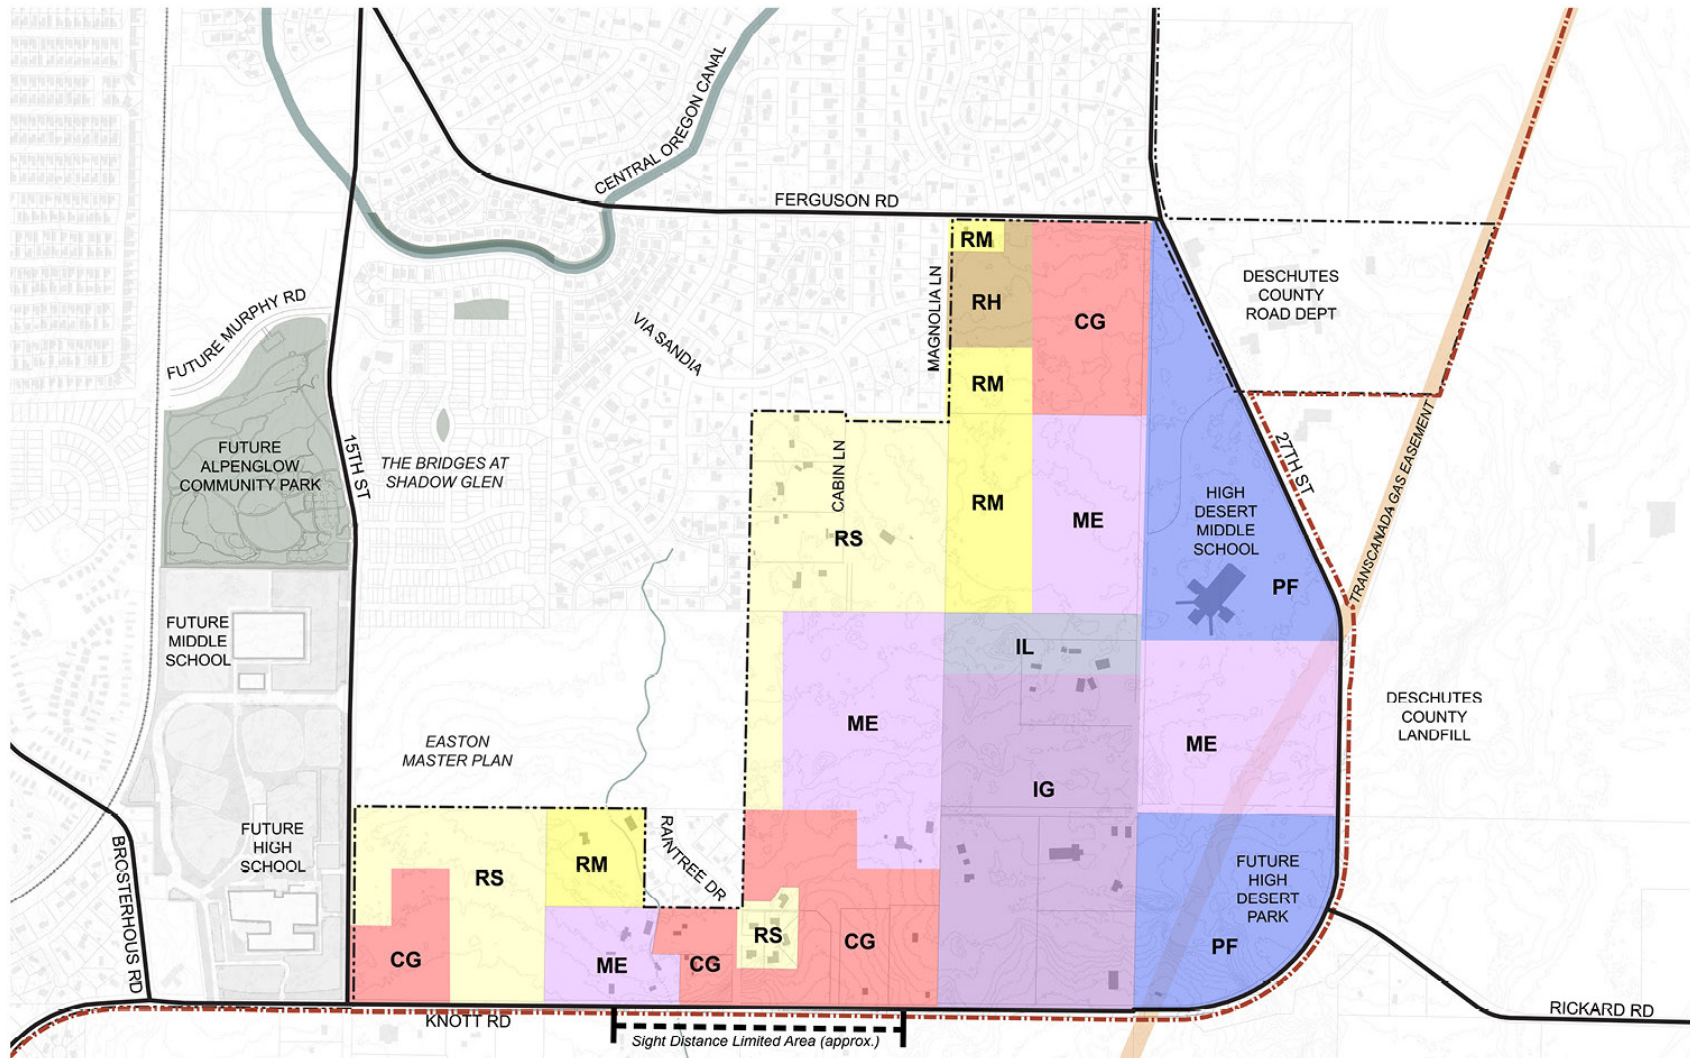 CENTRAL OREGON CANAL
FERGUSON RD
RM
MAGNOLIA LN
RH
CG
DESCHUTES
COUNTY
ROAD DEPT
FUTURE MURPHY RD
VIA SANDIA
RM
FUTURE
ALPENGLOW
COMMUNITY PARK
15TH ST
THE BRIDGES AT
SHADOW GLEN
CABIN LN
27TH ST
TRANSCANADA GAS EASEMENT
RS
RM
ME
HIGH
DESERT
MIDDLE
SCHOOL
PF
FUTURE
MIDDLE
SCHOOL
IL
EASTON
MASTER PLAN
ME
ME
DESCHUTES
COUNTY
LANDFILL
IG
BROSTERHOUS RD
FUTURE
HIGH
SCHOOL
RS
RM
RAINTREE DR
FUTURE
HIGH
DESERT
PARK
CG
ME
CG
RS
CG
PF
KNOTT RD
RICKARD RD
Sight Distance Limited Area (approx.)